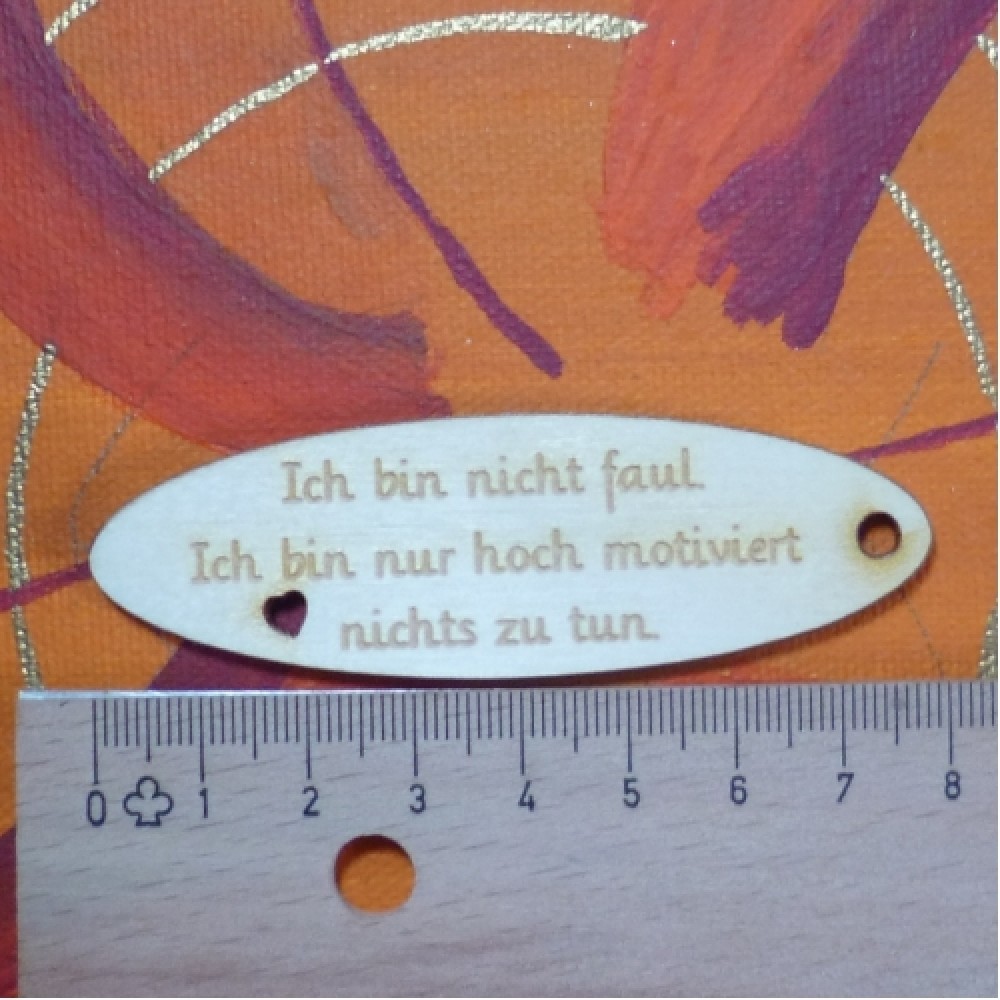 Ich bin nicht faul.
Ich bin nur hoch motiviert
nichts zu tun.
0 1 2 3 4 5 6 7 8